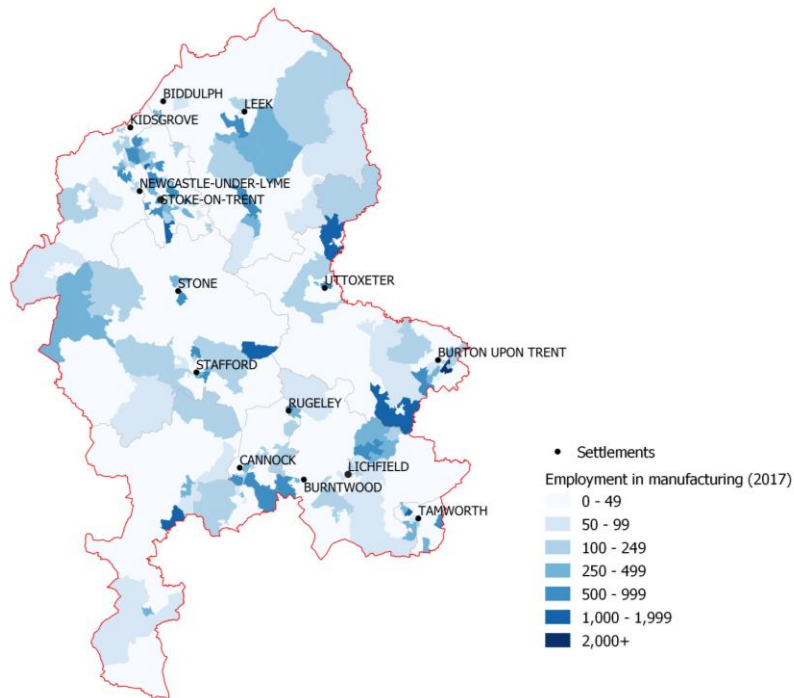 BIDDULPH
LEEK
KIDSGROVE
NEWCASTLE-UNDER-LYME
STOKE-ON-TRENT
UTTOXETER
STONE
BURTON UPON TRENT
STAFFORD
RUGELEY
CANNOCK
LICHFIELD
BURNTWOOD
TAMWORTH
Settlements
Employment in manufacturing (2017)
0 - 49
50 - 99
100 - 249
250 - 499
500 - 999
1,000 - 1,999
2,000+